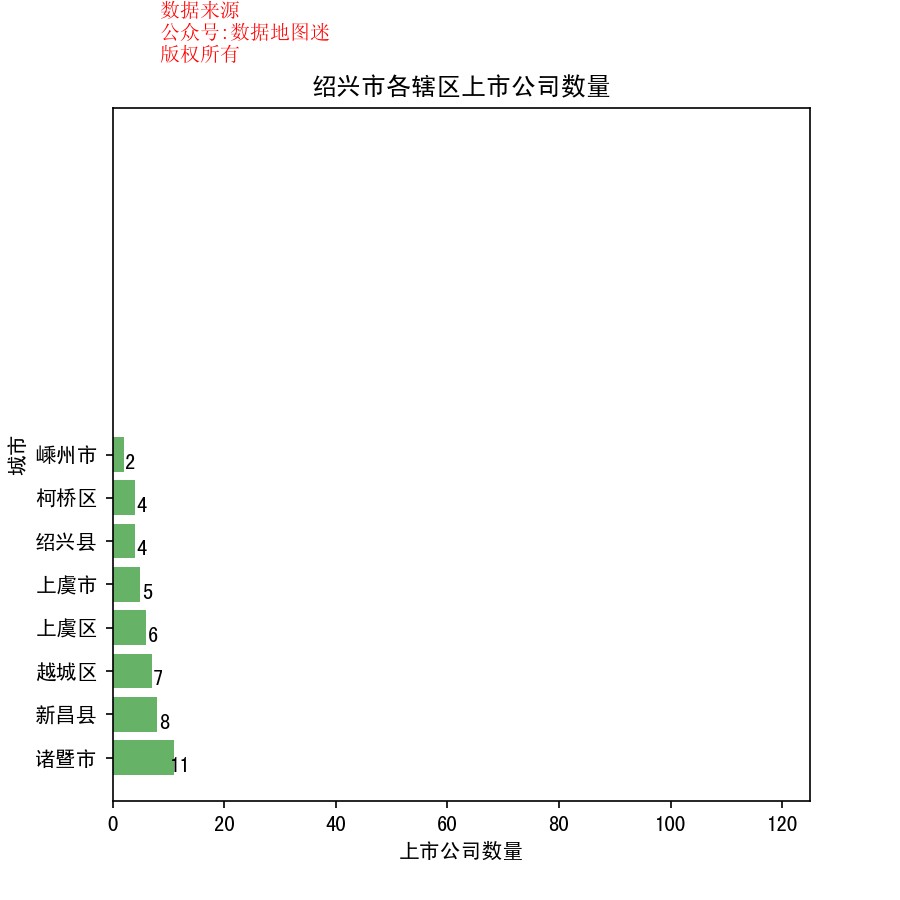 数据来源
公众号:数据地图迷
版权所有
绍兴市各辖区上市公司数量
城市
嵊州市 2
柯桥区 4
绍兴县 4
上虞市 5
上虞区 6
越城区 7
新昌县 8
诸暨市 11
0 20 40 60 80 100 120
上市公司数量